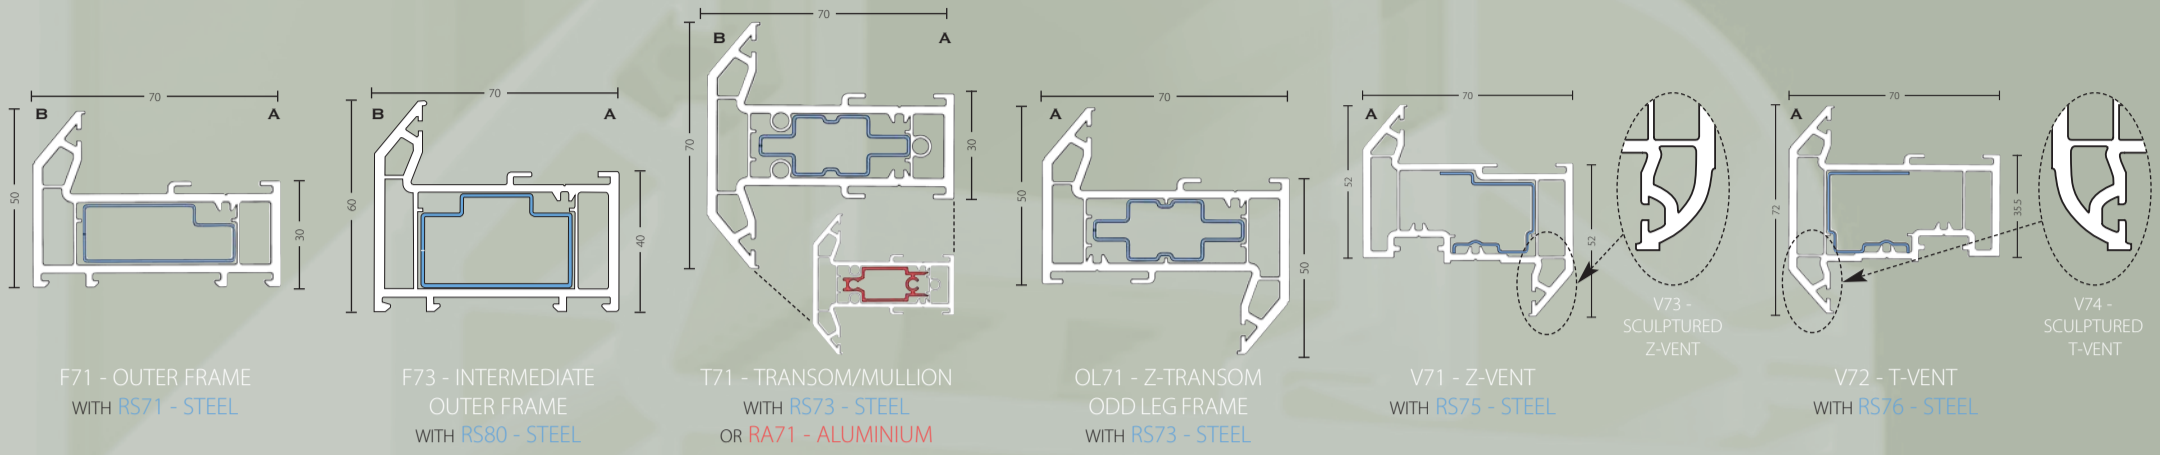 70
B
A
50
30
F71 - OUTER FRAME
WITH RS71 - STEEL
70
B
A
60
40
F73 - INTERMEDIATE
OUTER FRAME
WITH RS80 - STEEL
70
B
A
70
30
T71 - TRANSOM/MULLION
WITH RS73 - STEEL
OR RA71 - ALUMINIUM
70
A
50
50
OL71 - Z-TRANSOM
ODD LEG FRAME
WITH RS73 - STEEL
70
A
52
52
V73 -
SCULPTURED
Z-VENT
V71 - Z-VENT
WITH RS75 - STEEL
70
A
72
35.5
V74 -
SCULPTURED
T-VENT
V72 - T-VENT
WITH RS76 - STEEL